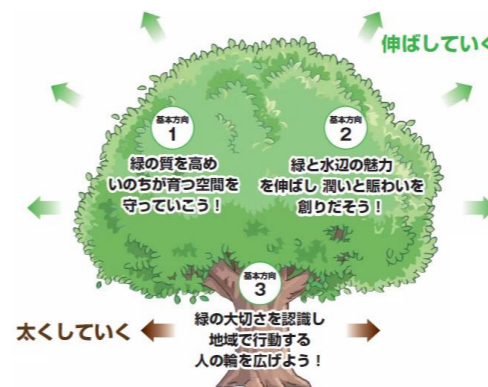 伸ばしていく
基本方向
1
緑の質を高め
いのちが育つ空間を
守っていこう！
基本方向
2
緑と水辺の魅力
を伸ばし 潤いと賑わいを
創りだそう！
基本方向
3
緑の大切さを認識し
地域で行動する
人の輪を広げよう！
太くしていく